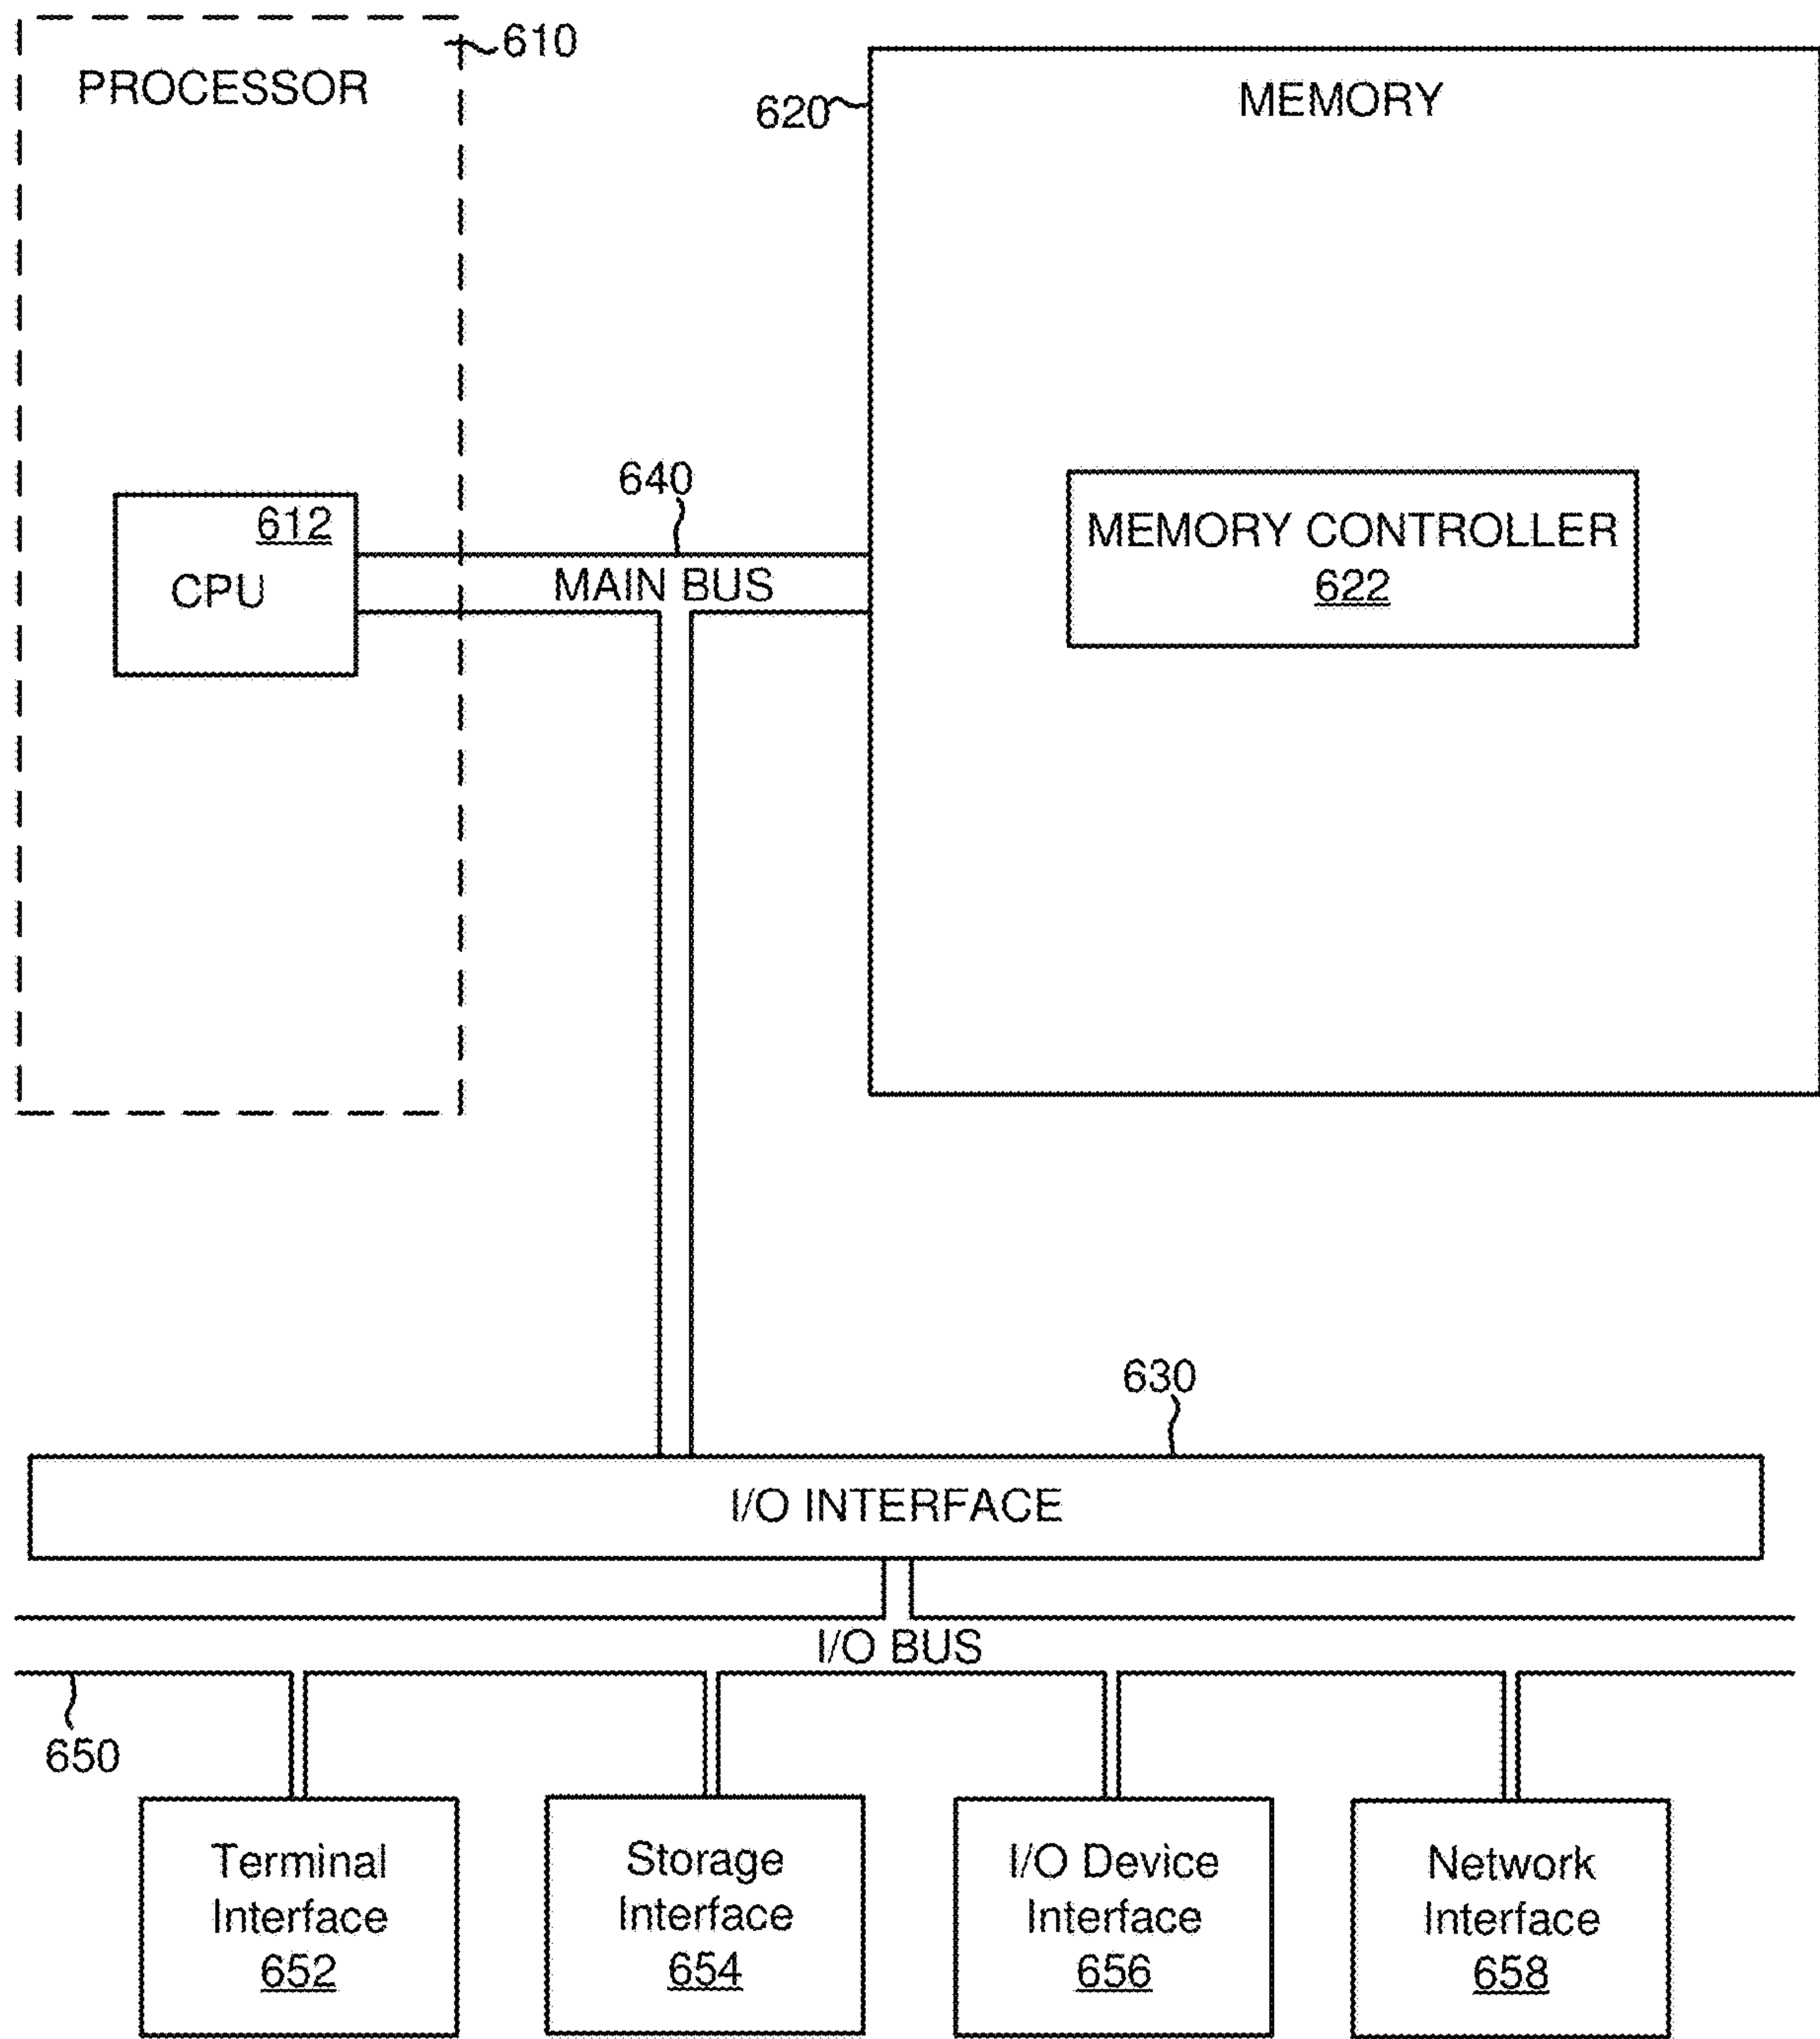 610
PROCESSOR
620
MEMORY
640
612
CPU
MAIN BUS
MEMORY CONTROLLER
622
630
I/O INTERFACE
I/O BUS
650
Terminal
Interface
652
Storage
Interface
654
I/O Device
Interface
656
Network
Interface
658